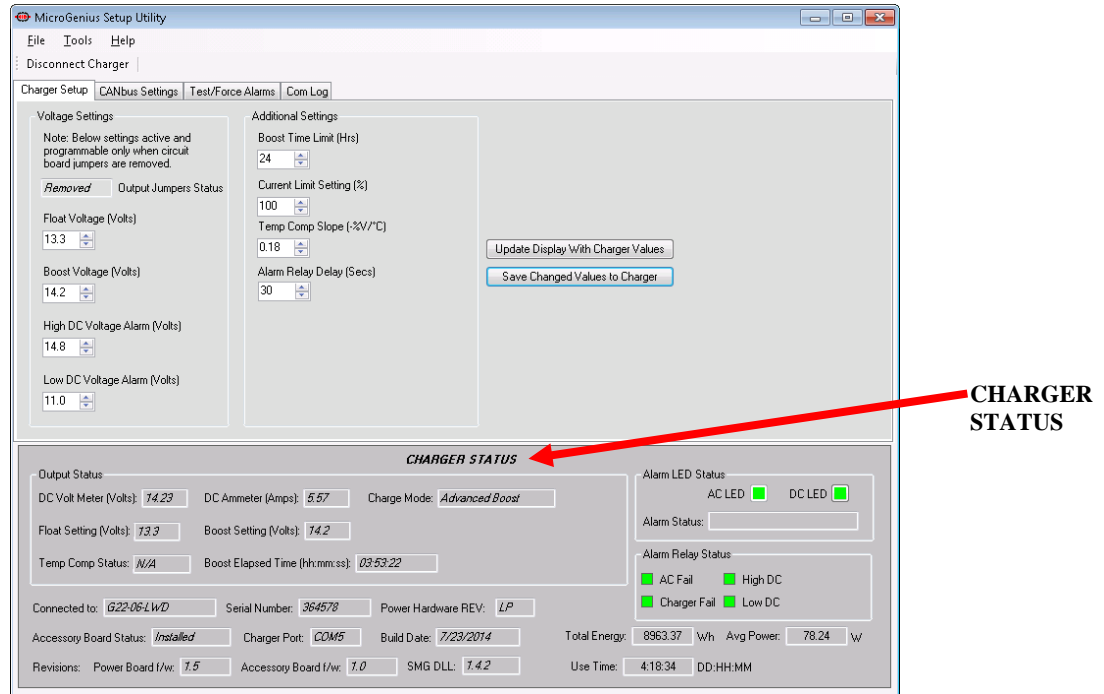 MicroGenius Setup Utility
File Tools Help
Disconnect Charger
Charger Setup CANbus Settings Test/Force Alarms Com Log
Voltage Settings
Note: Below settings active and
programmable only when circuit
board jumpers are removed.
Removed Output Jumpers Status
Float Voltage (Volts)
13.3
Boost Voltage (Volts)
14.2
High DC Voltage Alarm (Volts)
14.8
Low DC Voltage Alarm (Volts)
11.0
Additional Settings
Boost Time Limit (Hrs)
24
Current Limit Setting (%)
100
Temp Comp Slope (-%V/°C)
0.18
Alarm Relay Delay (Secs)
30
Update Display With Charger Values
Save Changed Values to Charger
CHARGER
STATUS
CHARGER STATUS
Output Status
DC Volt Meter (Volts): 14.23 DC Ammeter (Amps): 5.57 Charge Mode: Advanced Boost
Float Setting (Volts): 13.3 Boost Setting (Volts): 14.2
Temp Comp Status: N/A Boost Elapsed Time (hh:mm:ss): 03:53:22
Alarm LED Status
AC LED DC LED
Alarm Status:
Alarm Relay Status
AC Fail High DC
Charger Fail Low DC
Connected to: G22-06-LWD Serial Number: 364578 Power Hardware REV: LP
Accessory Board Status: Installed Charger Port: COM5 Build Date: 7/23/2014 Total Energy: 8963.37 Wh Avg Power: 78.24 W
Revisions: Power Board f/w: 1.5 Accessory Board f/w: 1.0 SMG DLL: 1.4.2 Use Time: 4:18:34 DD:HH:MM